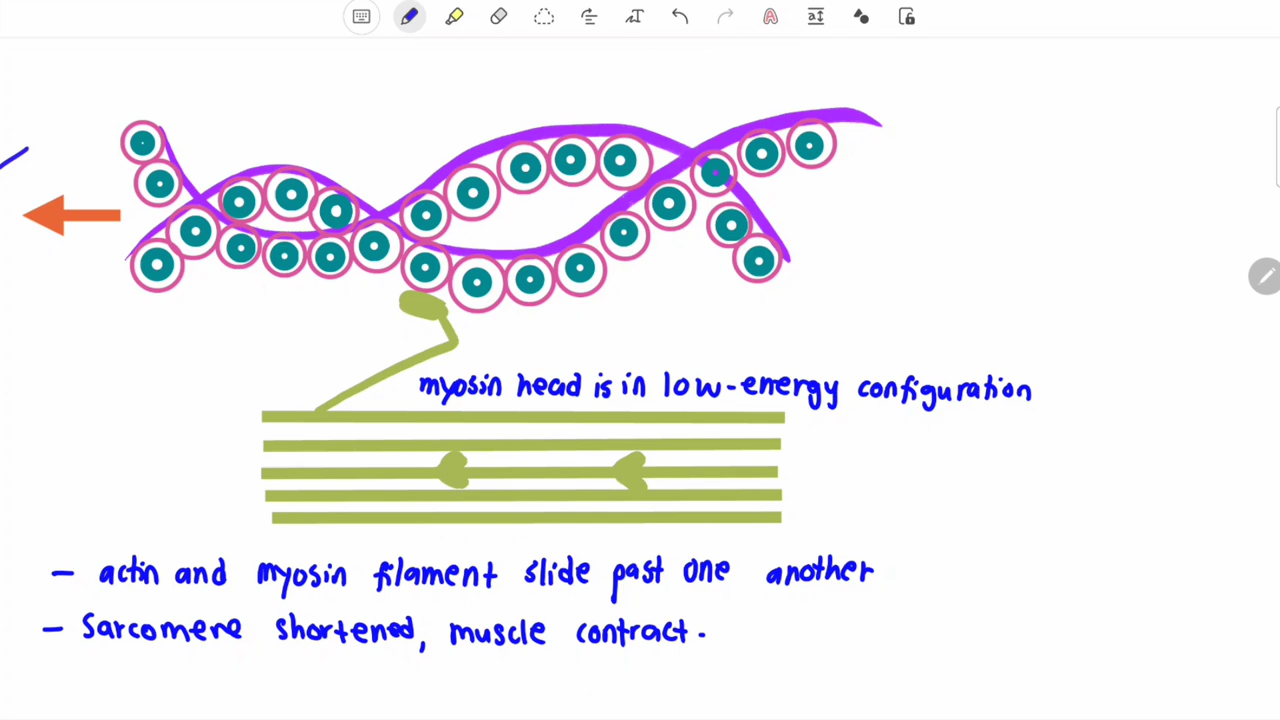 myosin head is in low-energy configuration
- actin and myosin filament slide past one another
- Sarcomere shortened, muscle contract.